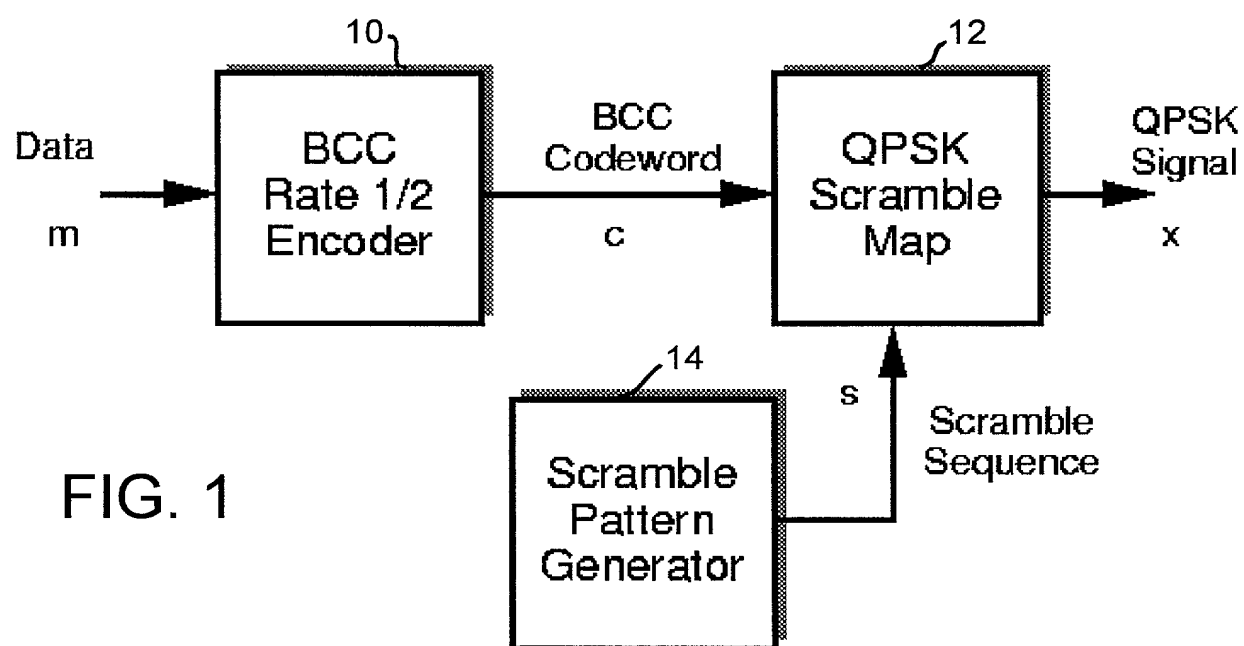 10
12
Data
m
BCC
Rate 1/2
Encoder
BCC
Codeword
c
QPSK
Scramble
Map
QPSK
Signal
x
14
s
Scramble
Sequence
Scramble
Pattern
Generator
FIG. 1